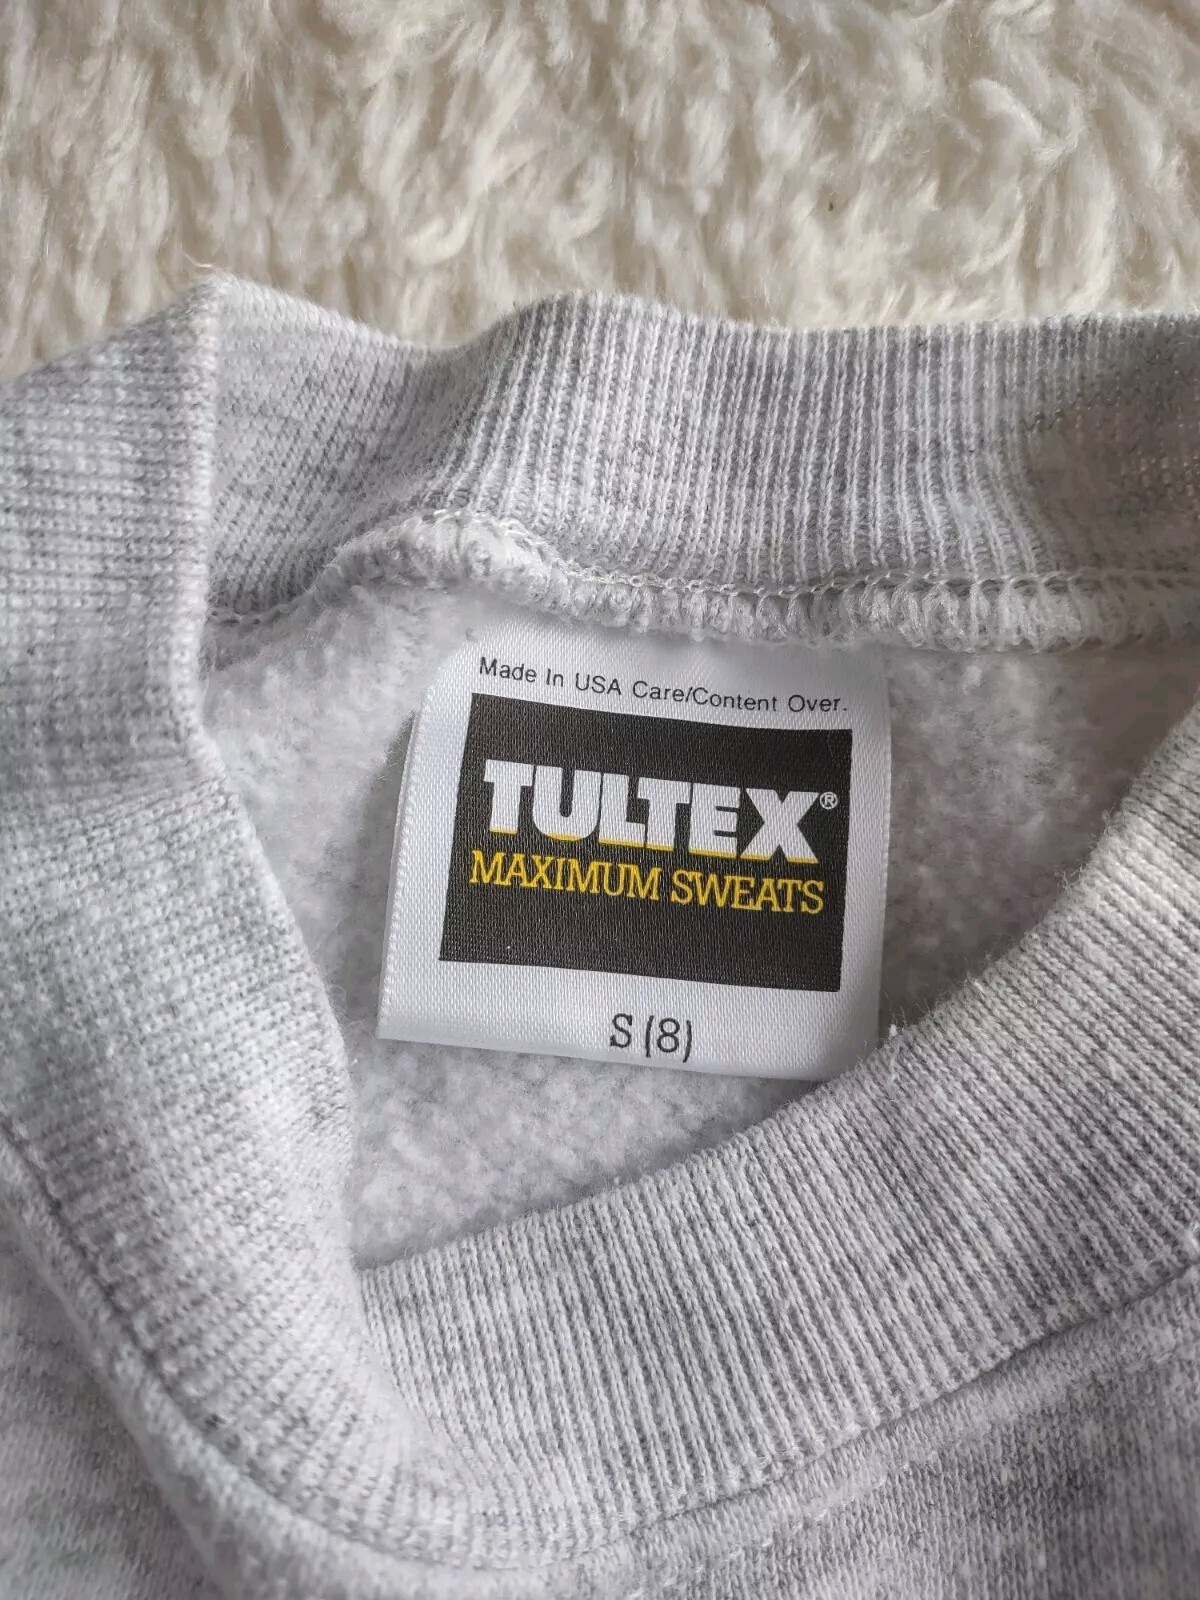 Made In USA Care/Content Over.
TULTEX®
MAXIMUM SWEATS
S (8)